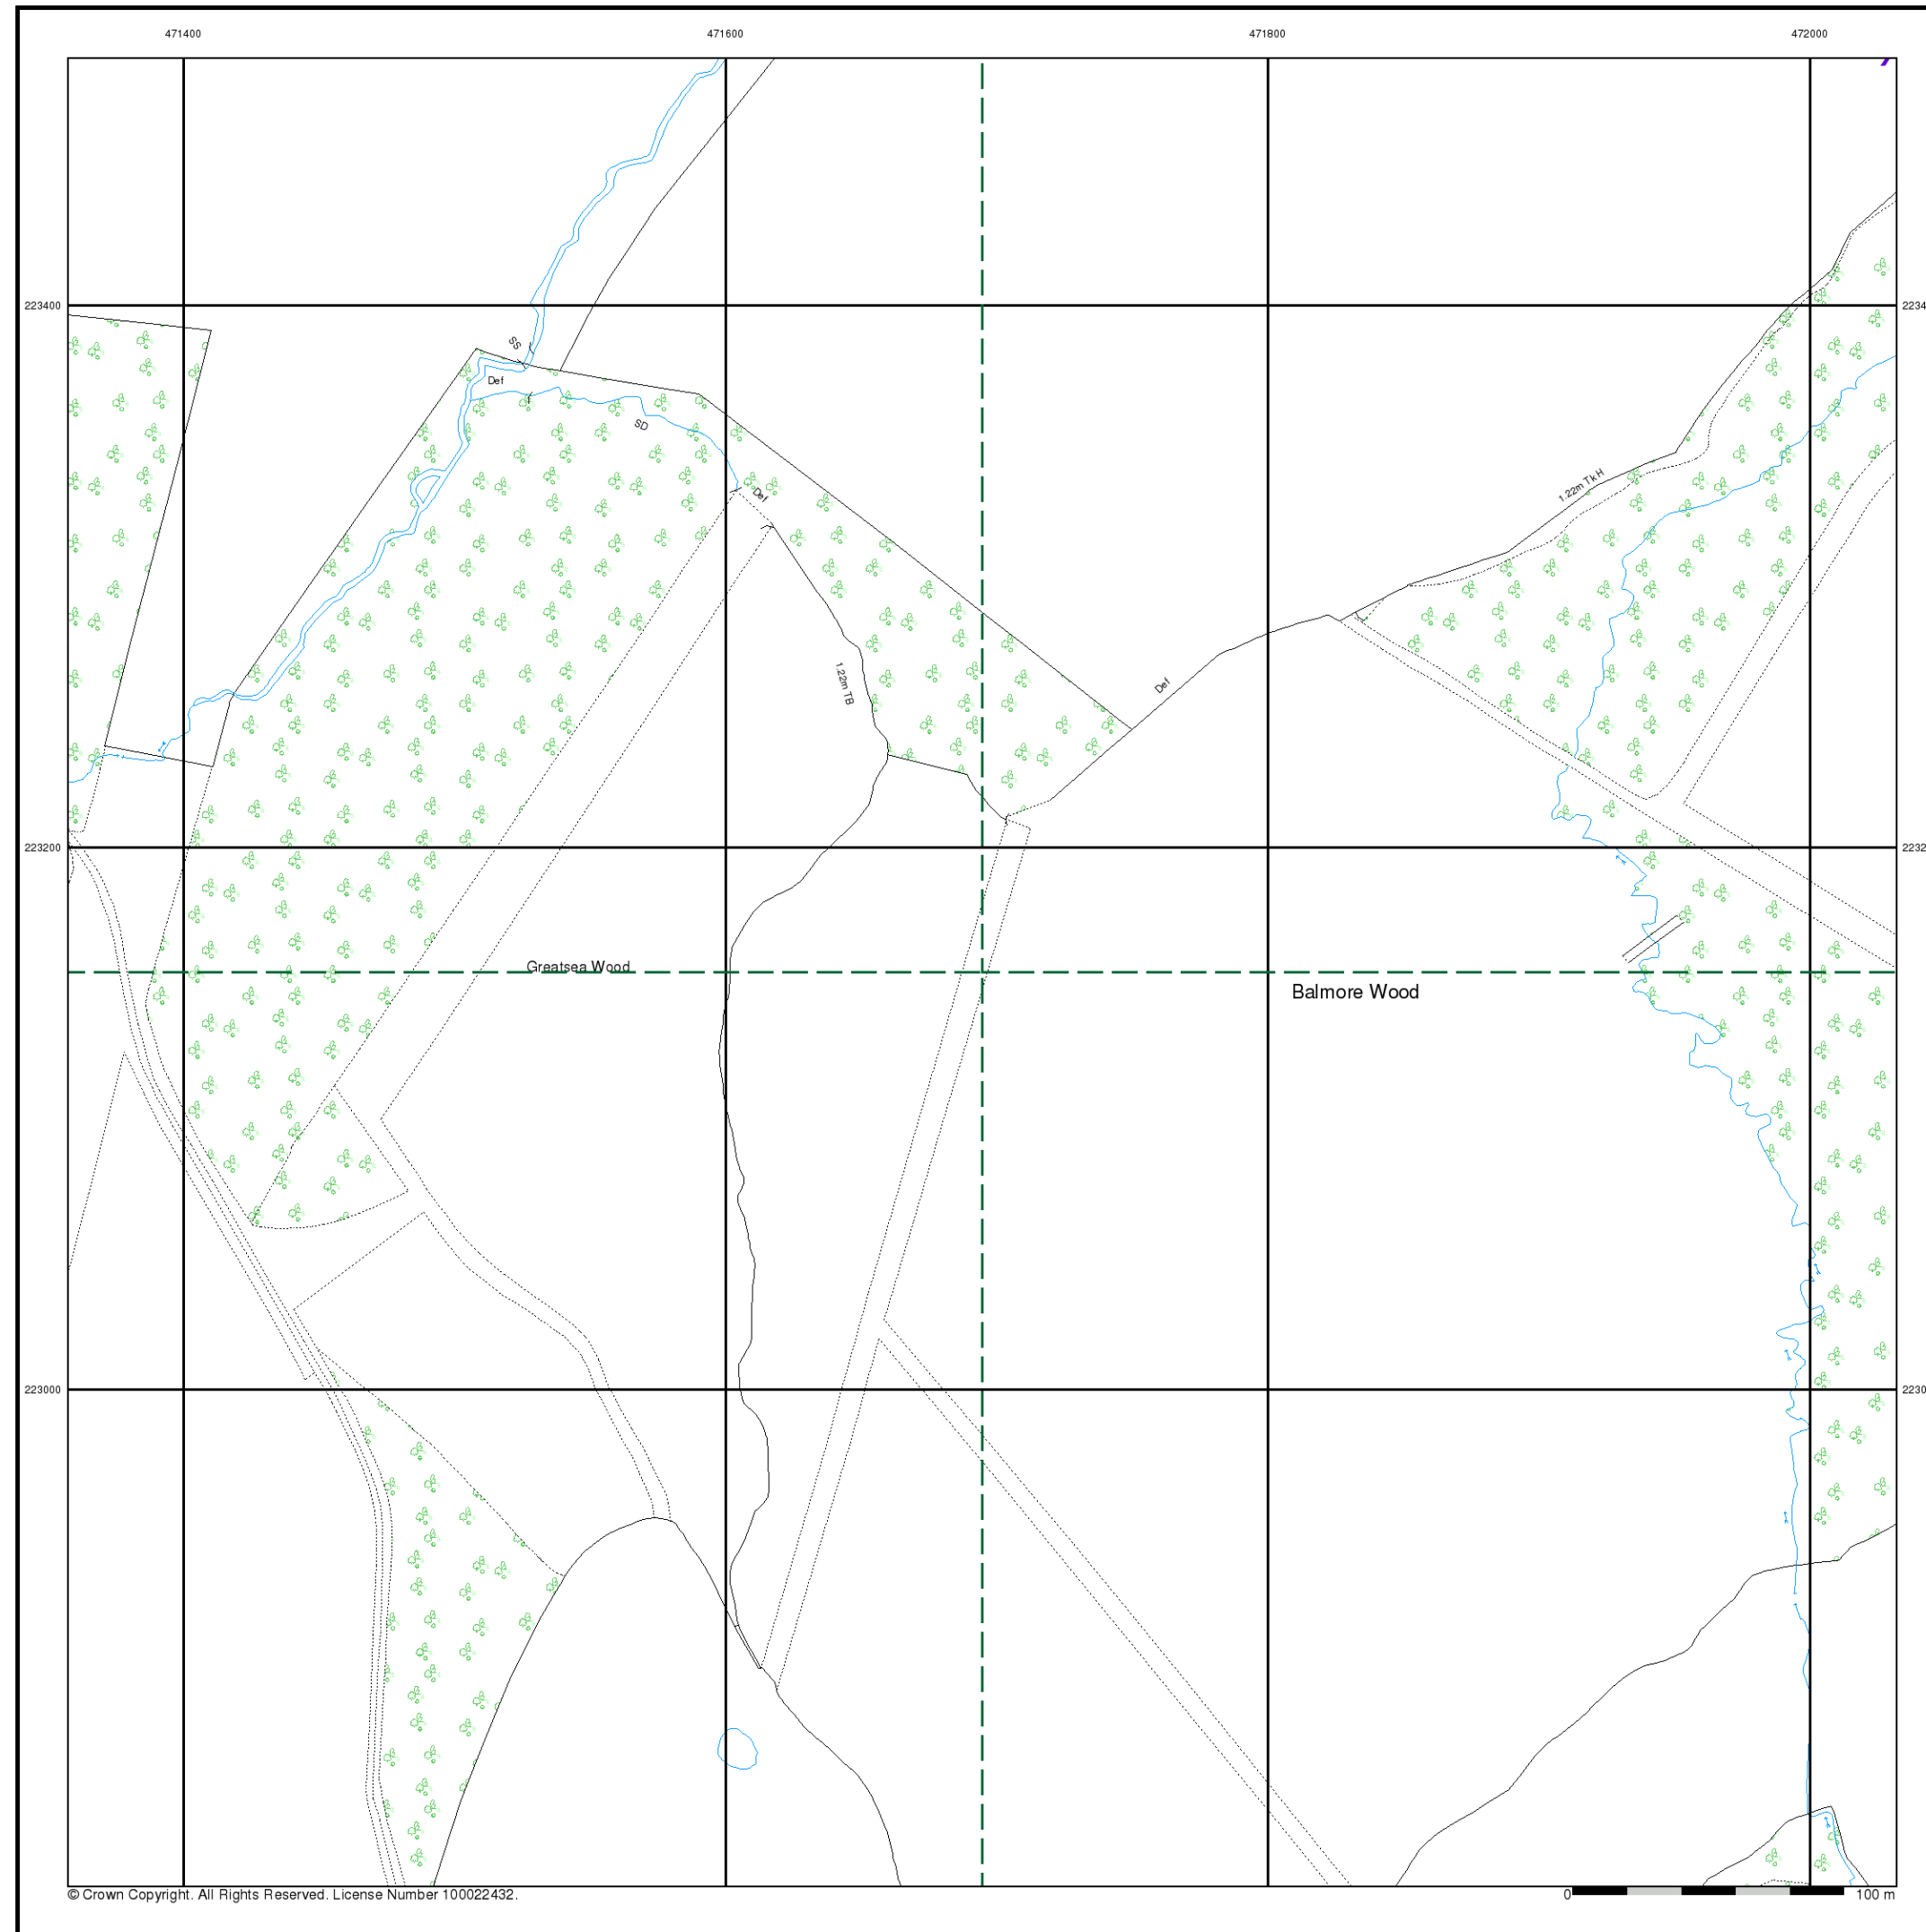 471400 471600 471800 472000
223400 2234
SS
Def
SD
1.22m Tk H
Def
1.22m TB
Def
223200 2232
Greatsea Wood
Balmore Wood
223000 2230
© Crown Copyright. All Rights Reserved. License Number 100022432.
0 100 m